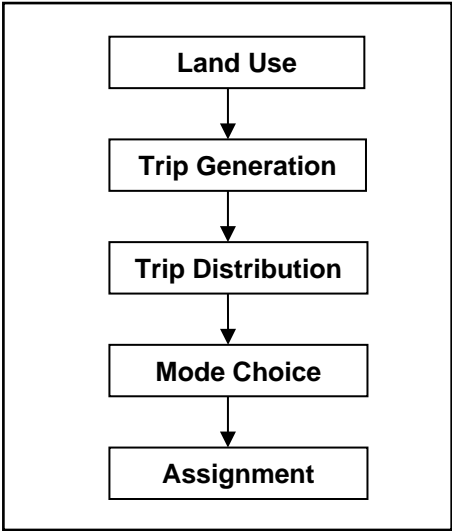 Land Use
Trip Generation
Trip Distribution
Mode Choice
Assignment